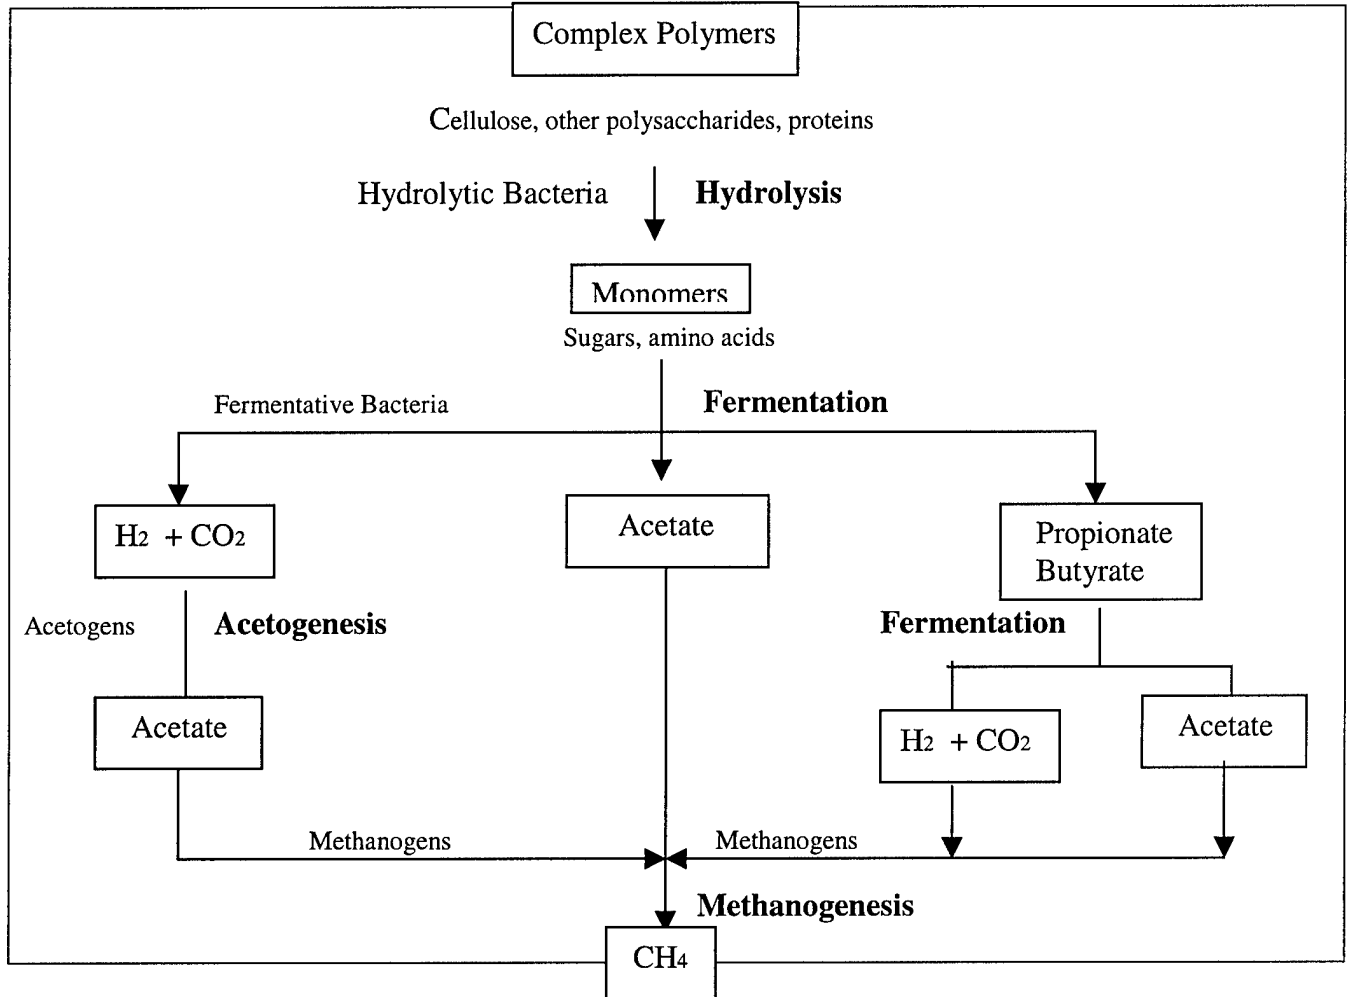 Complex Polymers
Cellulose, other polysaccharides, proteins
Hydrolytic Bacteria Hydrolysis
Monomers
Sugars, amino acids
Fermentative Bacteria Fermentation
H2 + CO2
Acetate
Propionate
Butyrate
Acetogens Acetogenesis
Fermentation
Acetate
H2 + CO2
Acetate
Methanogens
Methanogens
Methanogenesis
CH4